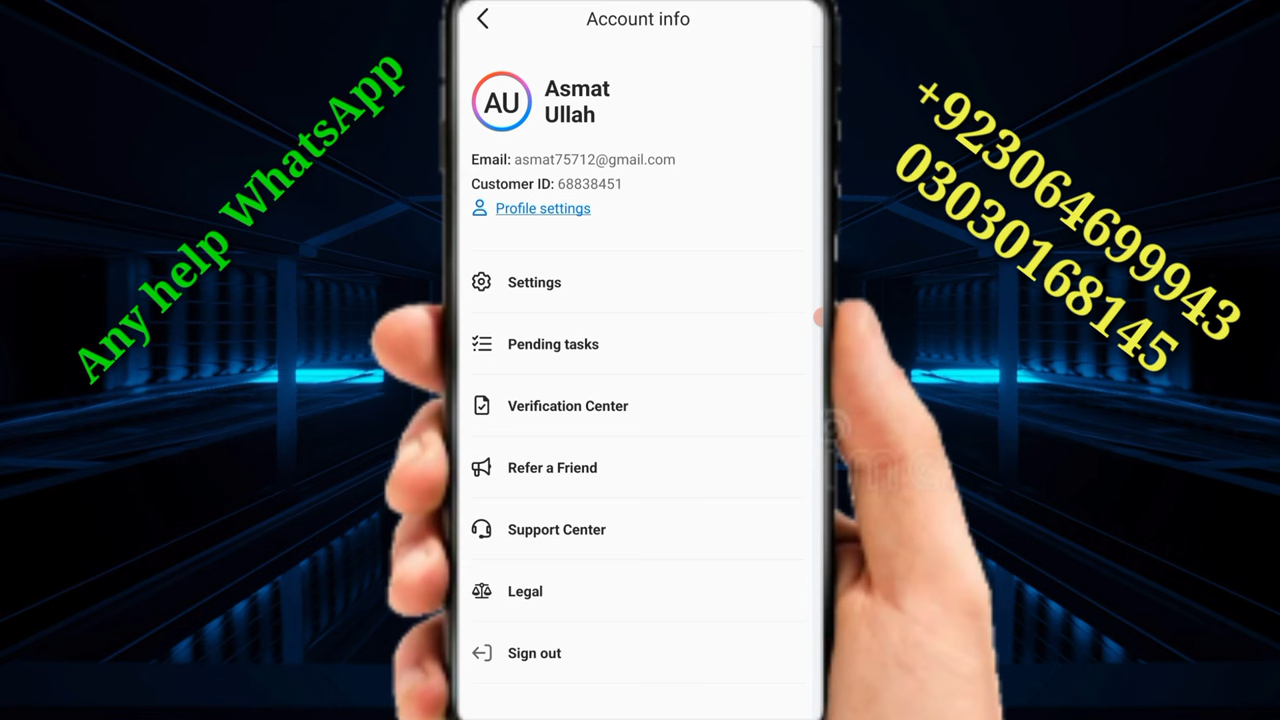 Account info
AU
Asmat
Ullah
Email: asmat75712@gmail.com
Customer ID: 68838451
Profile settings
Settings
Pending tasks
Verification Center
Refer a Friend
Support Center
Legal
Sign out
Any help WhatsApp
+923064699943
03030168145